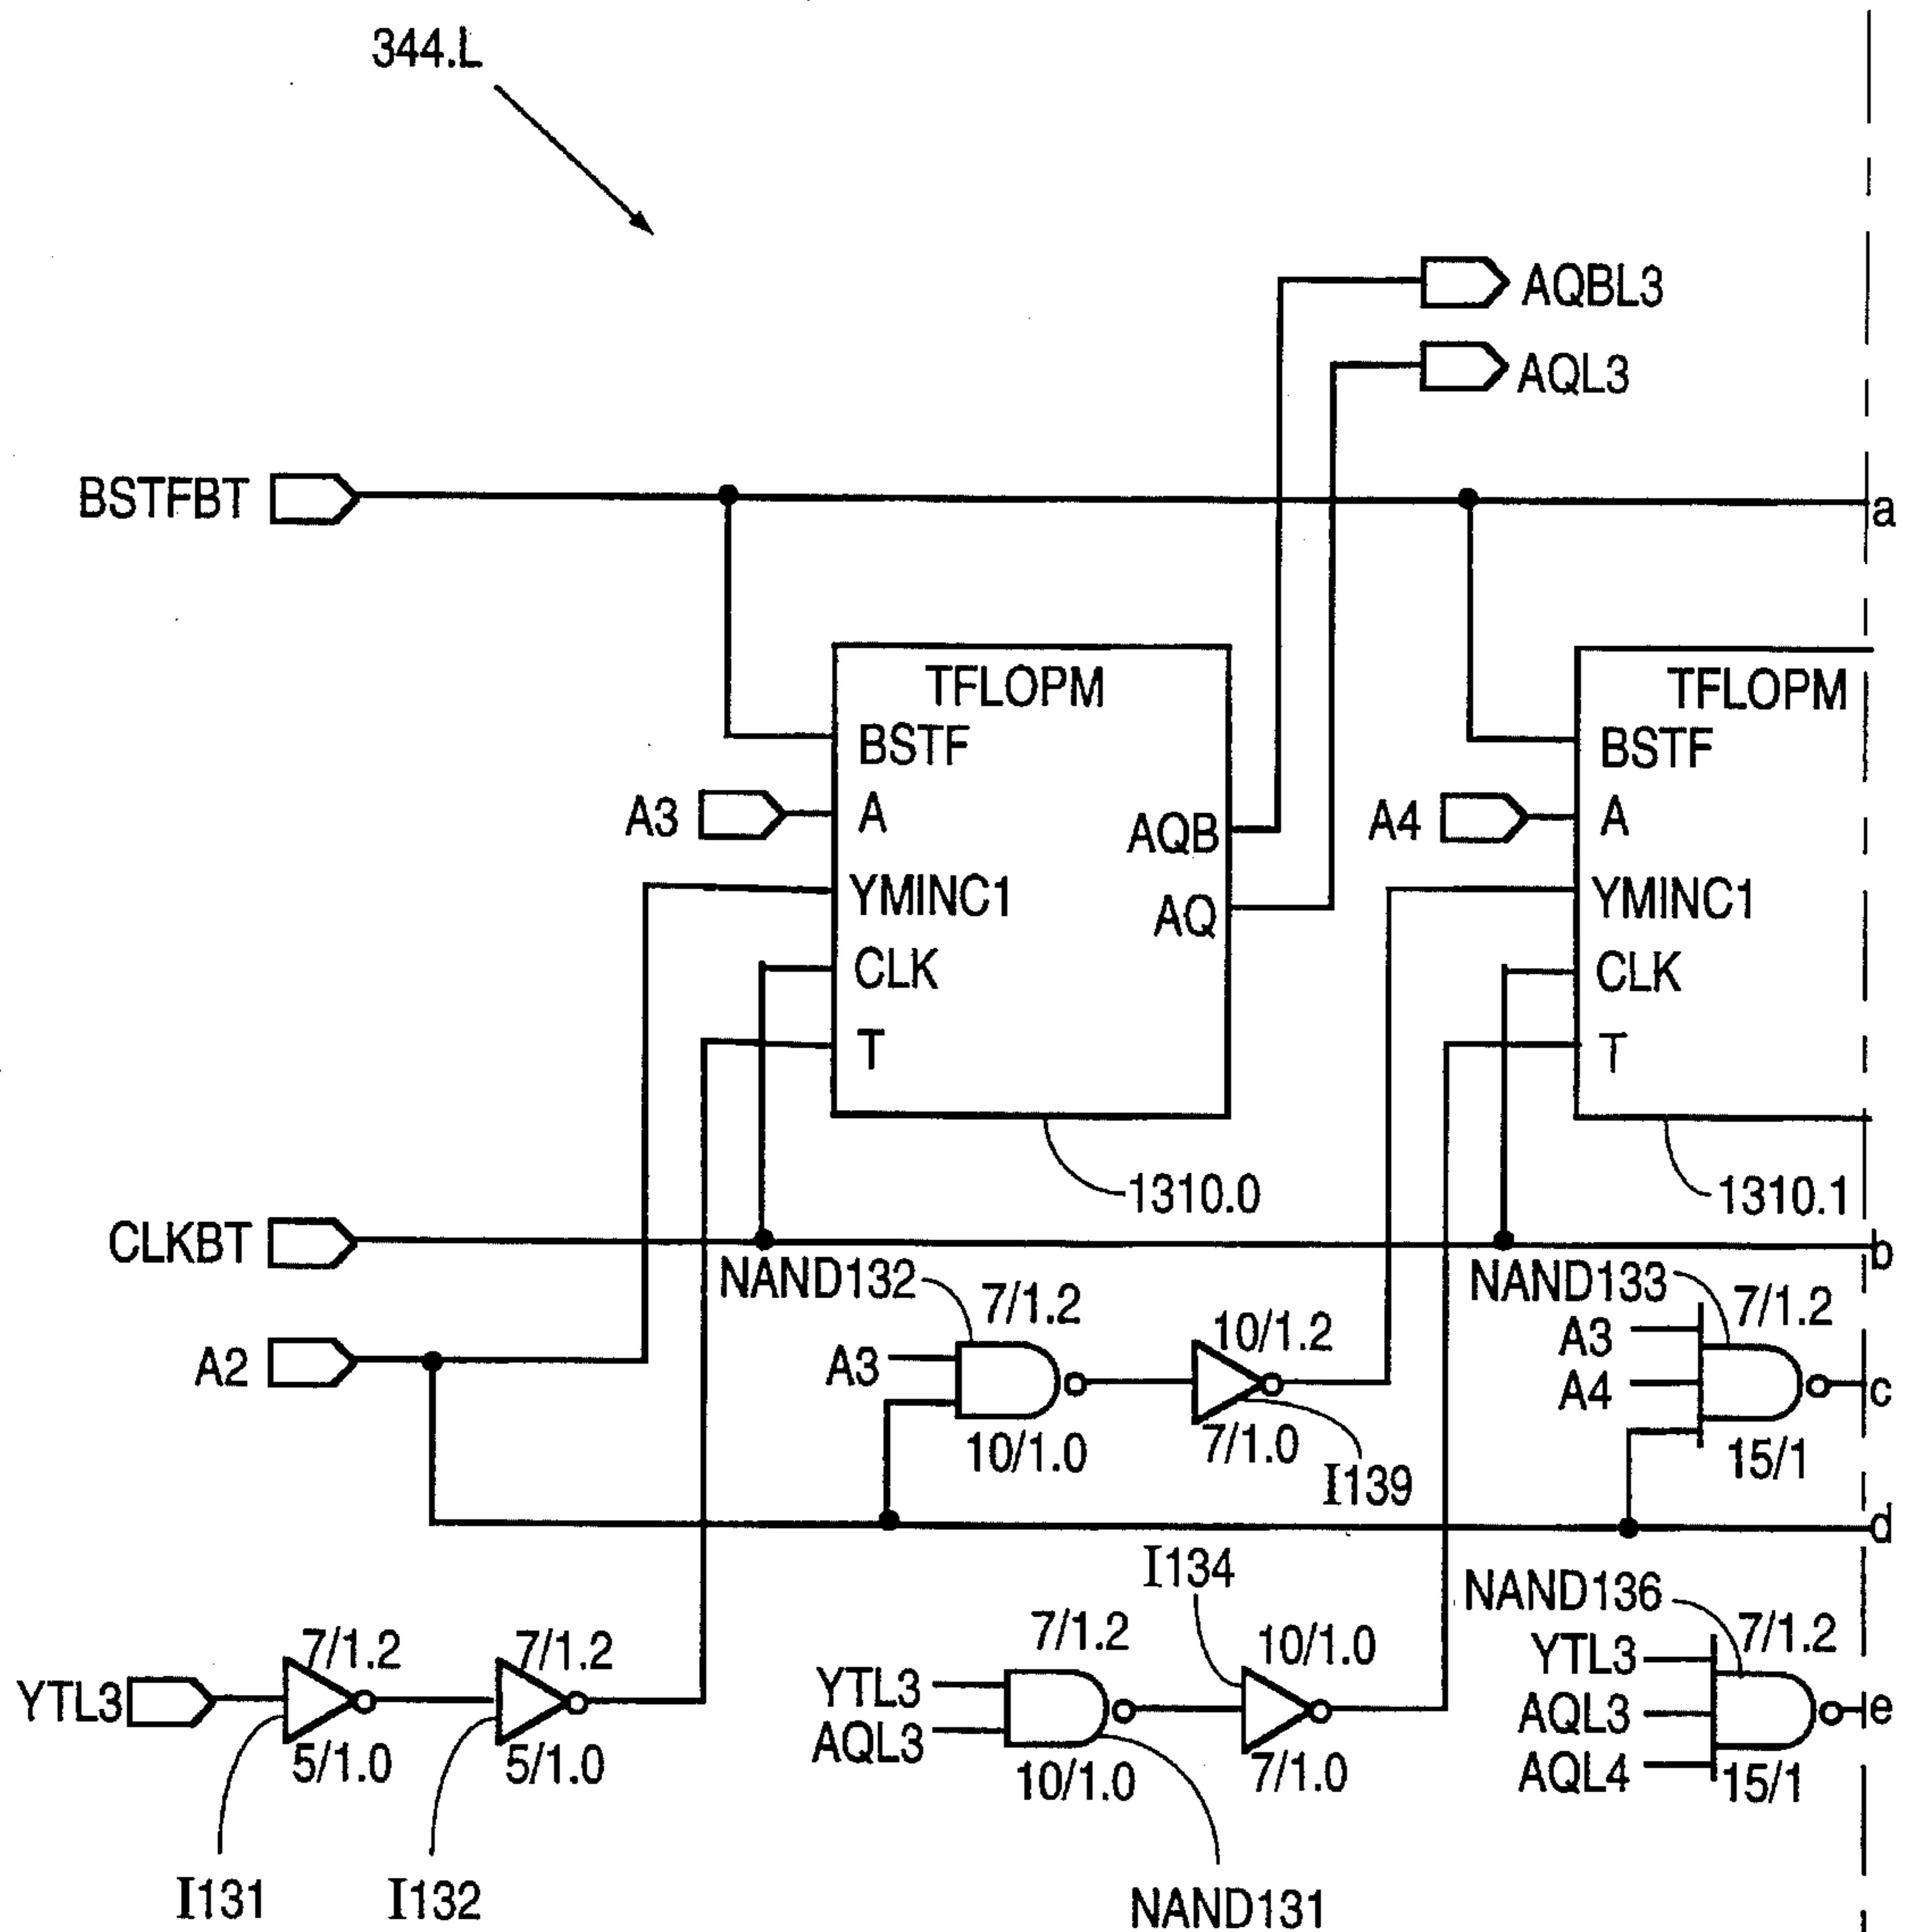 344.L
AQBL3
AQL3
BSTFBT
a
TFLOPM
BSTF
A3
A
AQB
YMINC1
AQ
CLK
T
1310.0
TFLOPM
BSTF
A4
A
YMINC1
CLK
T
1310.1
CLKBT
b
NAND132
7/1.2
A3
10/1.0
10/1.2
7/1.0
I139
NAND133
7/1.2
A3
A4
15/1
c
A2
d
I134
YTL3
7/1.2
5/1.0
I131
7/1.2
5/1.0
I132
7/1.2
YTL3
AQL3
10/1.0
NAND131
10/1.0
7/1.0
NAND136
7/1.2
YTL3
AQL3
AQL4
15/1
e